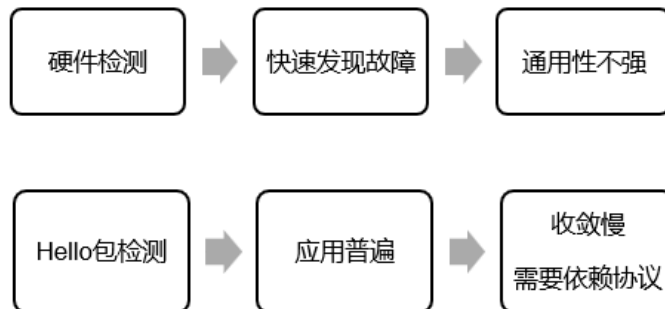 硬件检测
快速发现故障
通用性不强
Hello包检测
应用普遍
收敛慢
需要依赖协议